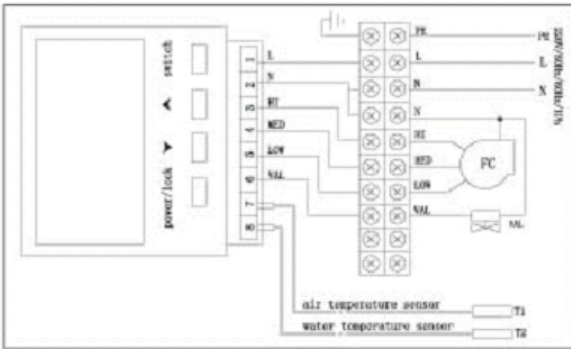 switch
power/lock
1 L
2 N
3 HI
4 MED
5 LOW
6 VAL
7
8
PE
L
N
N
HI
MED
LOW
VAL
FC
VAL
PE
L
N
air temperature sensor T1
water temperature sensor T2